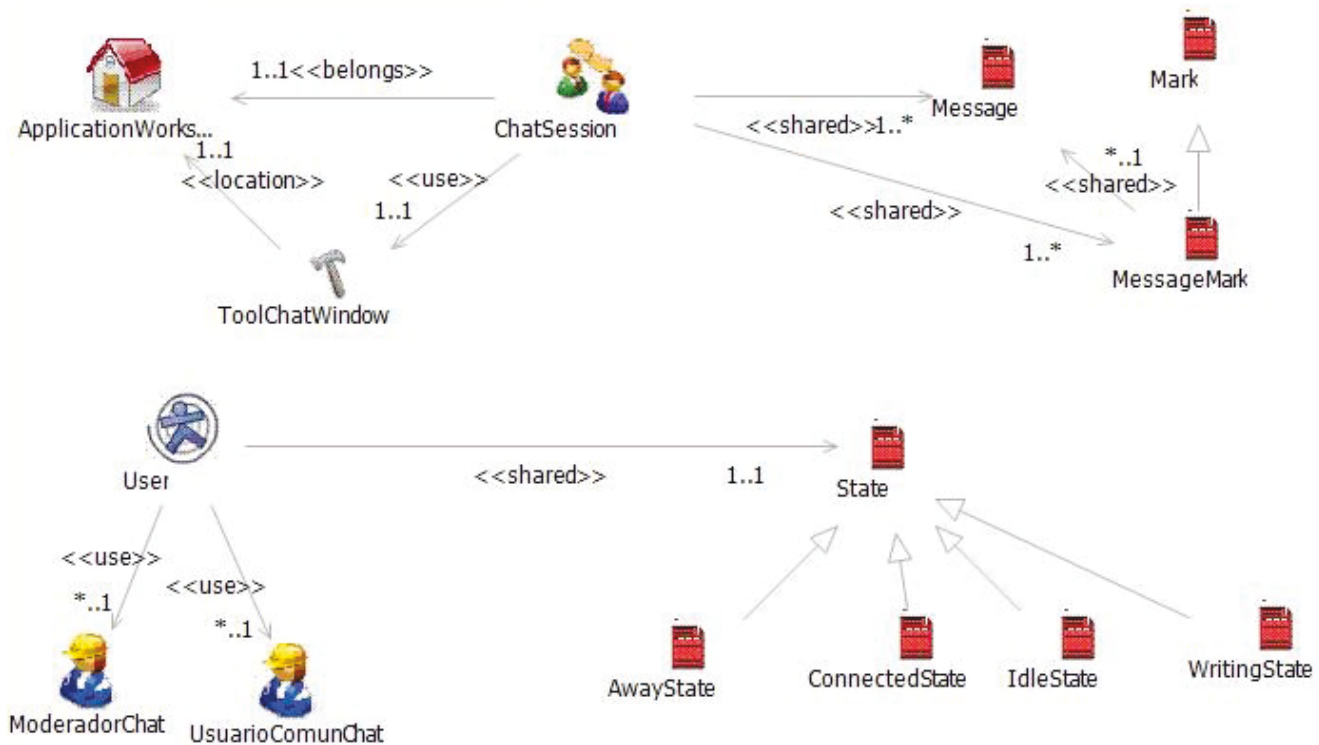 Mark
1..1<<belongs>>
Message
ApplicationWorks...
ChatSession
<<shared>>1..*
1..1
<<location>>
<<use>>
*..1
<<shared>>
1..1
<<shared>>
1..*
MessageMark
ToolChatWindow
User
<<shared>>
1..1
State
<<use>>
<<use>>
*..1
*..1
AwayState
ConnectedState
IdleState
WritingState
ModeradorChat
UsuarioComunChat